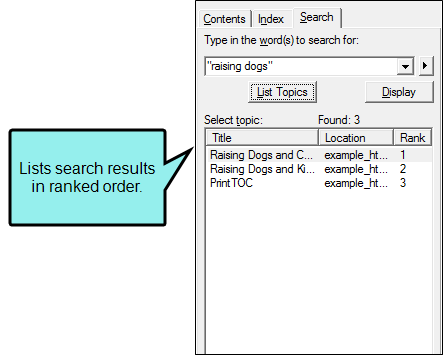 Contents Index Search
Type in the word(s) to search for:
"raising dogs"
List Topics Display
Select topic: Found: 3
Title Location Rank
Raising Dogs and C... example_ht... 1
Raising Dogs and Ki... example_ht... 2
PrintTOC example_ht... 3
Lists search results
in ranked order.